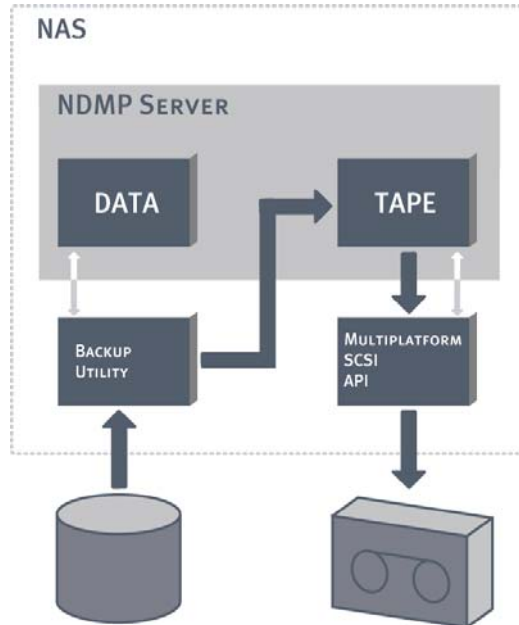 NAS
NDMP SERVER
DATA
TAPE
BACKUP
UTILITY
MULTIPLATFORM
SCSI
API